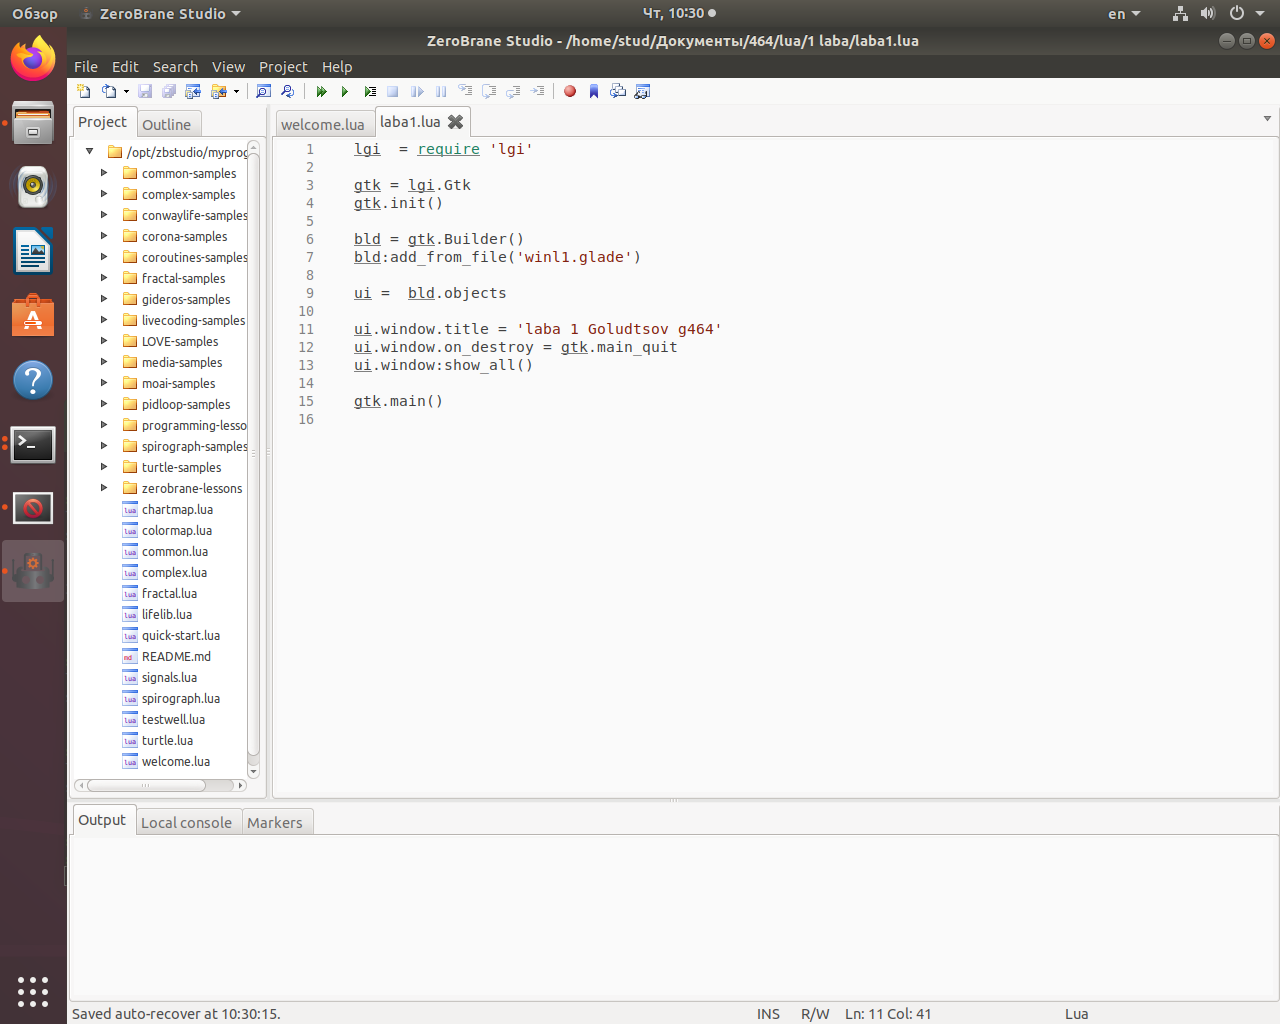 Обзор
ZeroBrane Studio
Чт, 10:30
en
ZeroBrane Studio - /home/stud/Документы/464/lua/1 laba/laba1.lua
File Edit Search View Project Help
Project Outline
welcome.lua laba1.lua
/opt/zbstudio/myprog
common-samples
complex-samples
conwaylife-samples
corona-samples
coroutines-samples
fractal-samples
gideros-samples
livecoding-samples
LOVE-samples
media-samples
moai-samples
pidloop-samples
programming-lesso
spirograph-samples
turtle-samples
zerobrane-lessons
chartmap.lua
colormap.lua
common.lua
complex.lua
fractal.lua
lifelib.lua
quick-start.lua
README.md
signals.lua
spirograph.lua
testwell.lua
turtle.lua
welcome.lua
1 lgi = require 'lgi'
2
3 gtk = lgi.Gtk
4 gtk.init()
5
6 bld = gtk.Builder()
7 bld:add_from_file('winl1.glade')
8
9 ui = bld.objects
10
11 ui.window.title = 'laba 1 Goludtsov g464'
12 ui.window.on_destroy = gtk.main_quit
13 ui.window:show_all()
14
15 gtk.main()
16
Output Local console Markers
Saved auto-recover at 10:30:15.
INS R/W Ln: 11 Col: 41 Lua